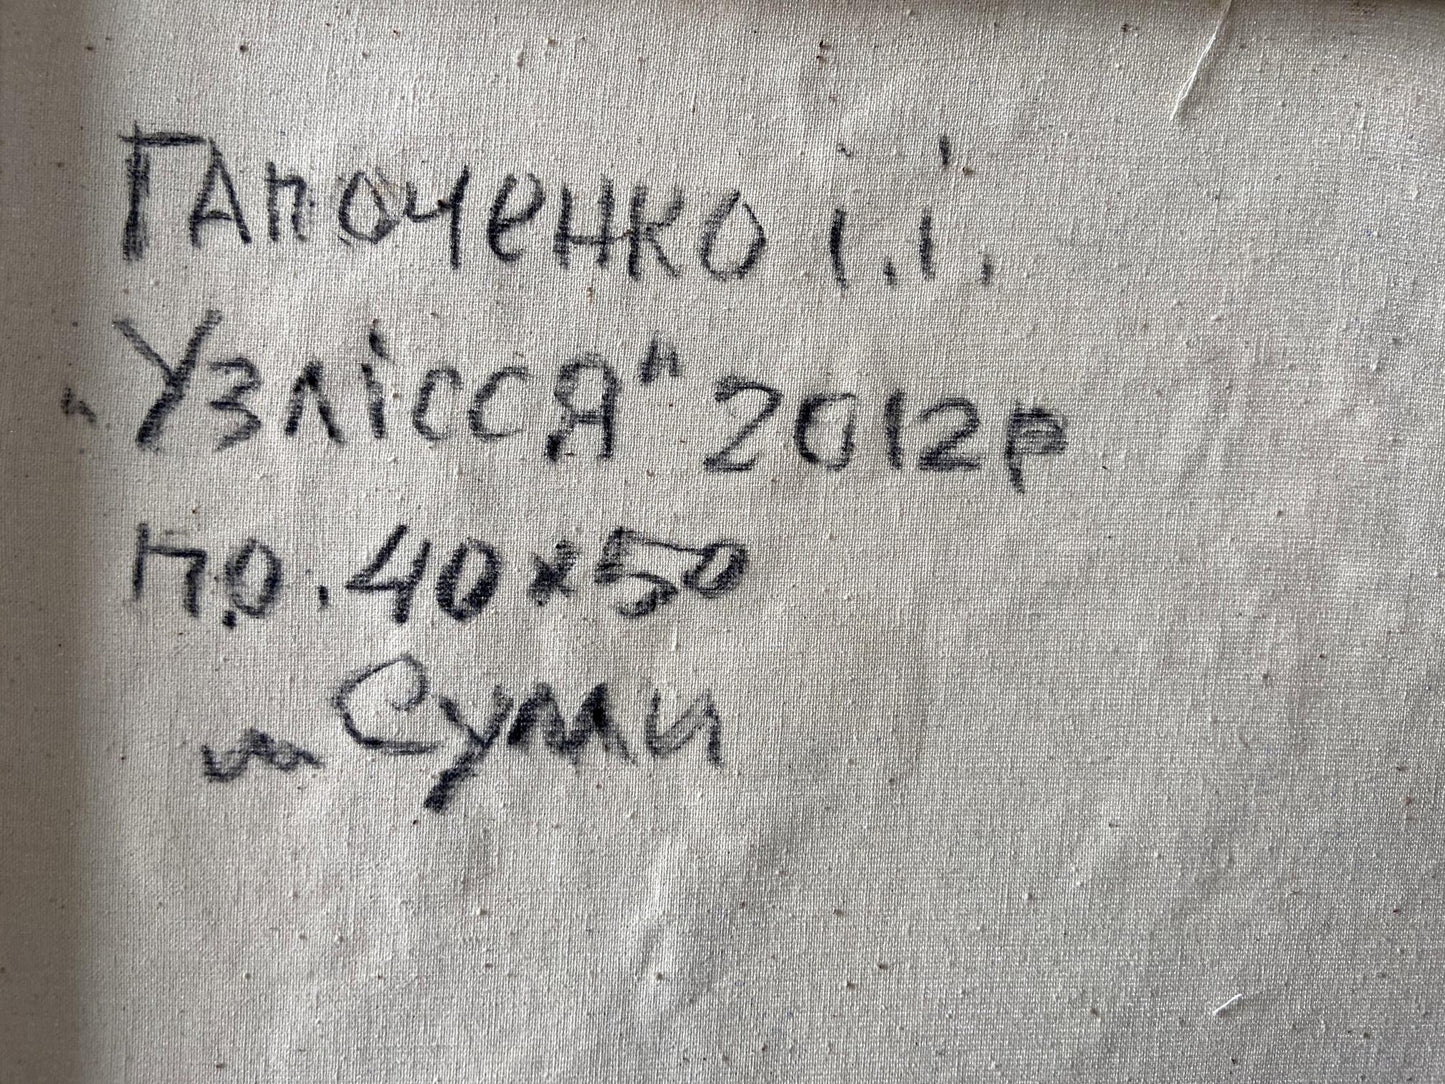 Гапоченко І.І.
„Узлісся" 2012р
п.о. 40×50
м Суми